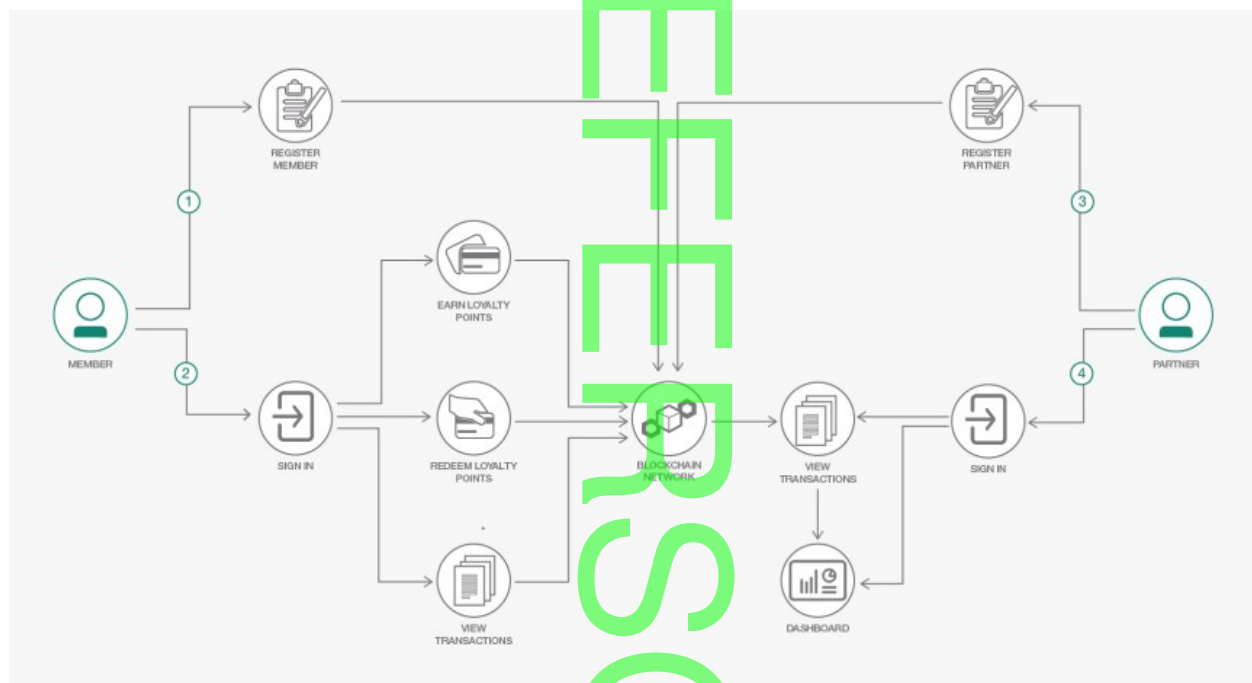 REGISTER
MEMBER
REGISTER
PARTNER
1
3
EARN LOYALTY
POINTS
MEMBER
PARTNER
2
4
SIGN IN
REDEEM LOYALTY
POINTS
BLOCKCHAIN
NETWORK
VIEW
TRANSACTIONS
SIGN IN
VIEW
TRANSACTIONS
DASHBOARD